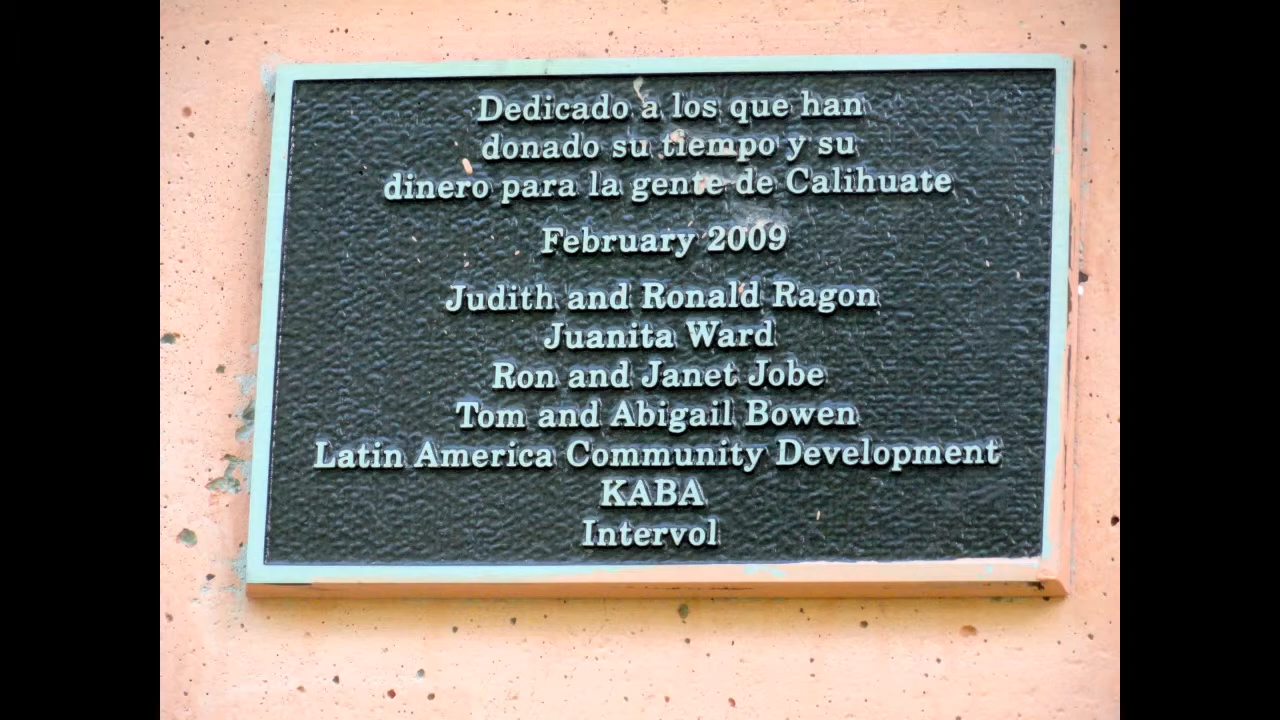 Dedicado a los que han
donado su tiempo y su
dinero para la gente de Calihuate
February 2009
Judith and Ronald Ragon
Juanita Ward
Ron and Janet Jobe
Tom and Abigail Bowen
Latin America Community Development
KABA
Intervol